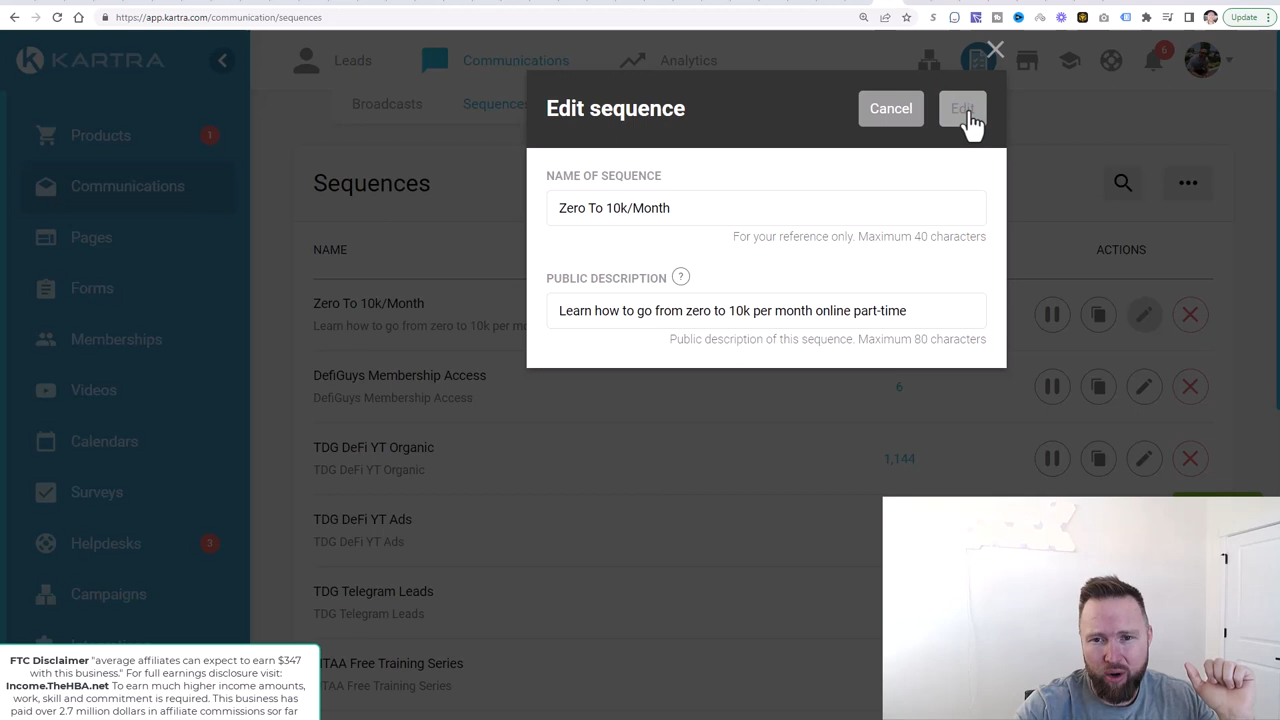 https://app.kartra.com/communication/sequences
Update
KARTRA
Leads
Communications
Analytics
6
Broadcasts
Sequences
Edit sequence
Cancel
Edit
Products
1
Communications
Pages
Forms
Memberships
Videos
Calendars
Surveys
Helpdesks
3
Campaigns
Sequences
NAME
ACTIONS
NAME OF SEQUENCE
Zero To 10k/Month
For your reference only. Maximum 40 characters
PUBLIC DESCRIPTION ?
Learn how to go from zero to 10k per month online part-time
Public description of this sequence. Maximum 80 characters
Zero To 10k/Month
Learn how to go from zero to 10k per mo
DefiGuys Membership Access
DefiGuys Membership Access
6
TDG DeFi YT Organic
TDG DeFi YT Organic
1,144
TDG DeFi YT Ads
TDG DeFi YT Ads
TDG Telegram Leads
TDG Telegram Leads
TAA Free Training Series
TAA Free Training Series
FTC Disclaimer "average affiliates can expect to earn $347
with this business." For full earnings disclosure visit:
Income.TheHBA.net To earn much higher income amounts,
work, skill and commitment is required. This business has
paid over 2.7 million dollars in affiliate commissions sor far